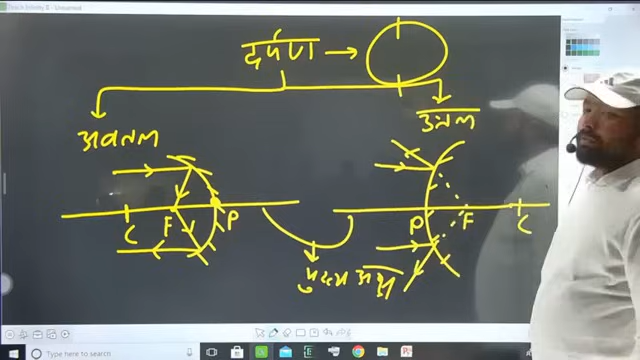 दर्पण →
अवतल
उत्तल
C F P
P F C
मुख्य अक्ष
Type here to search